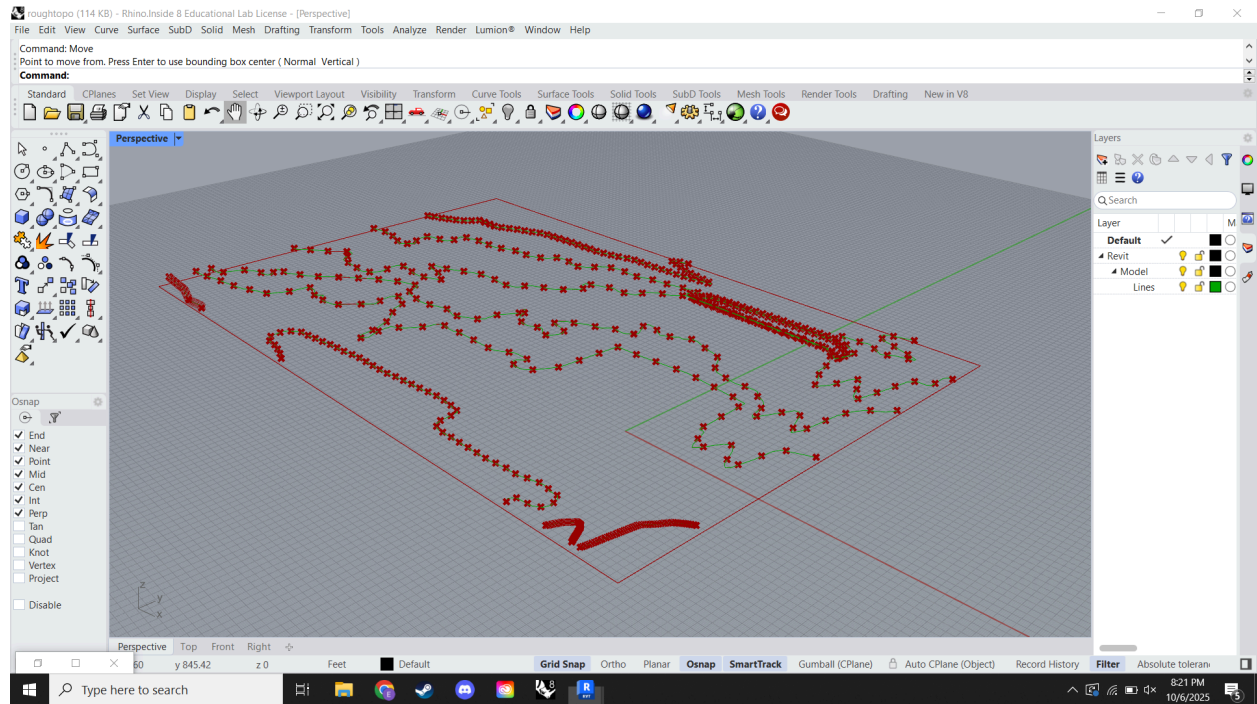 roughtopo (114 KB) - Rhino.Inside 8 Educational Lab License - [Perspective]
File Edit View Curve Surface SubD Solid Mesh Drafting Transform Tools Analyze Render Lumion® Window Help
Command: Move
Point to move from. Press Enter to use bounding box center ( Normal Vertical )
Command:
Standard CPlanes Set View Display Select Viewport Layout Visibility Transform Curve Tools Surface Tools Solid Tools SubD Tools Mesh Tools Render Tools Drafting New in V8
Perspective
Layers
Search
Layer M
Default
Revit
Model
Lines
Osnap
End
Near
Point
Mid
Cen
Int
Perp
Tan
Quad
Knot
Vertex
Project
Disable
z
y
x
Perspective Top Front Right
60 y 845.42 z 0 Feet Default Grid Snap Ortho Planar Osnap SmartTrack Gumball (CPlane) Auto CPlane (Object) Record History Filter Absolute toleran
Type here to search
8:21 PM
10/6/2025
5